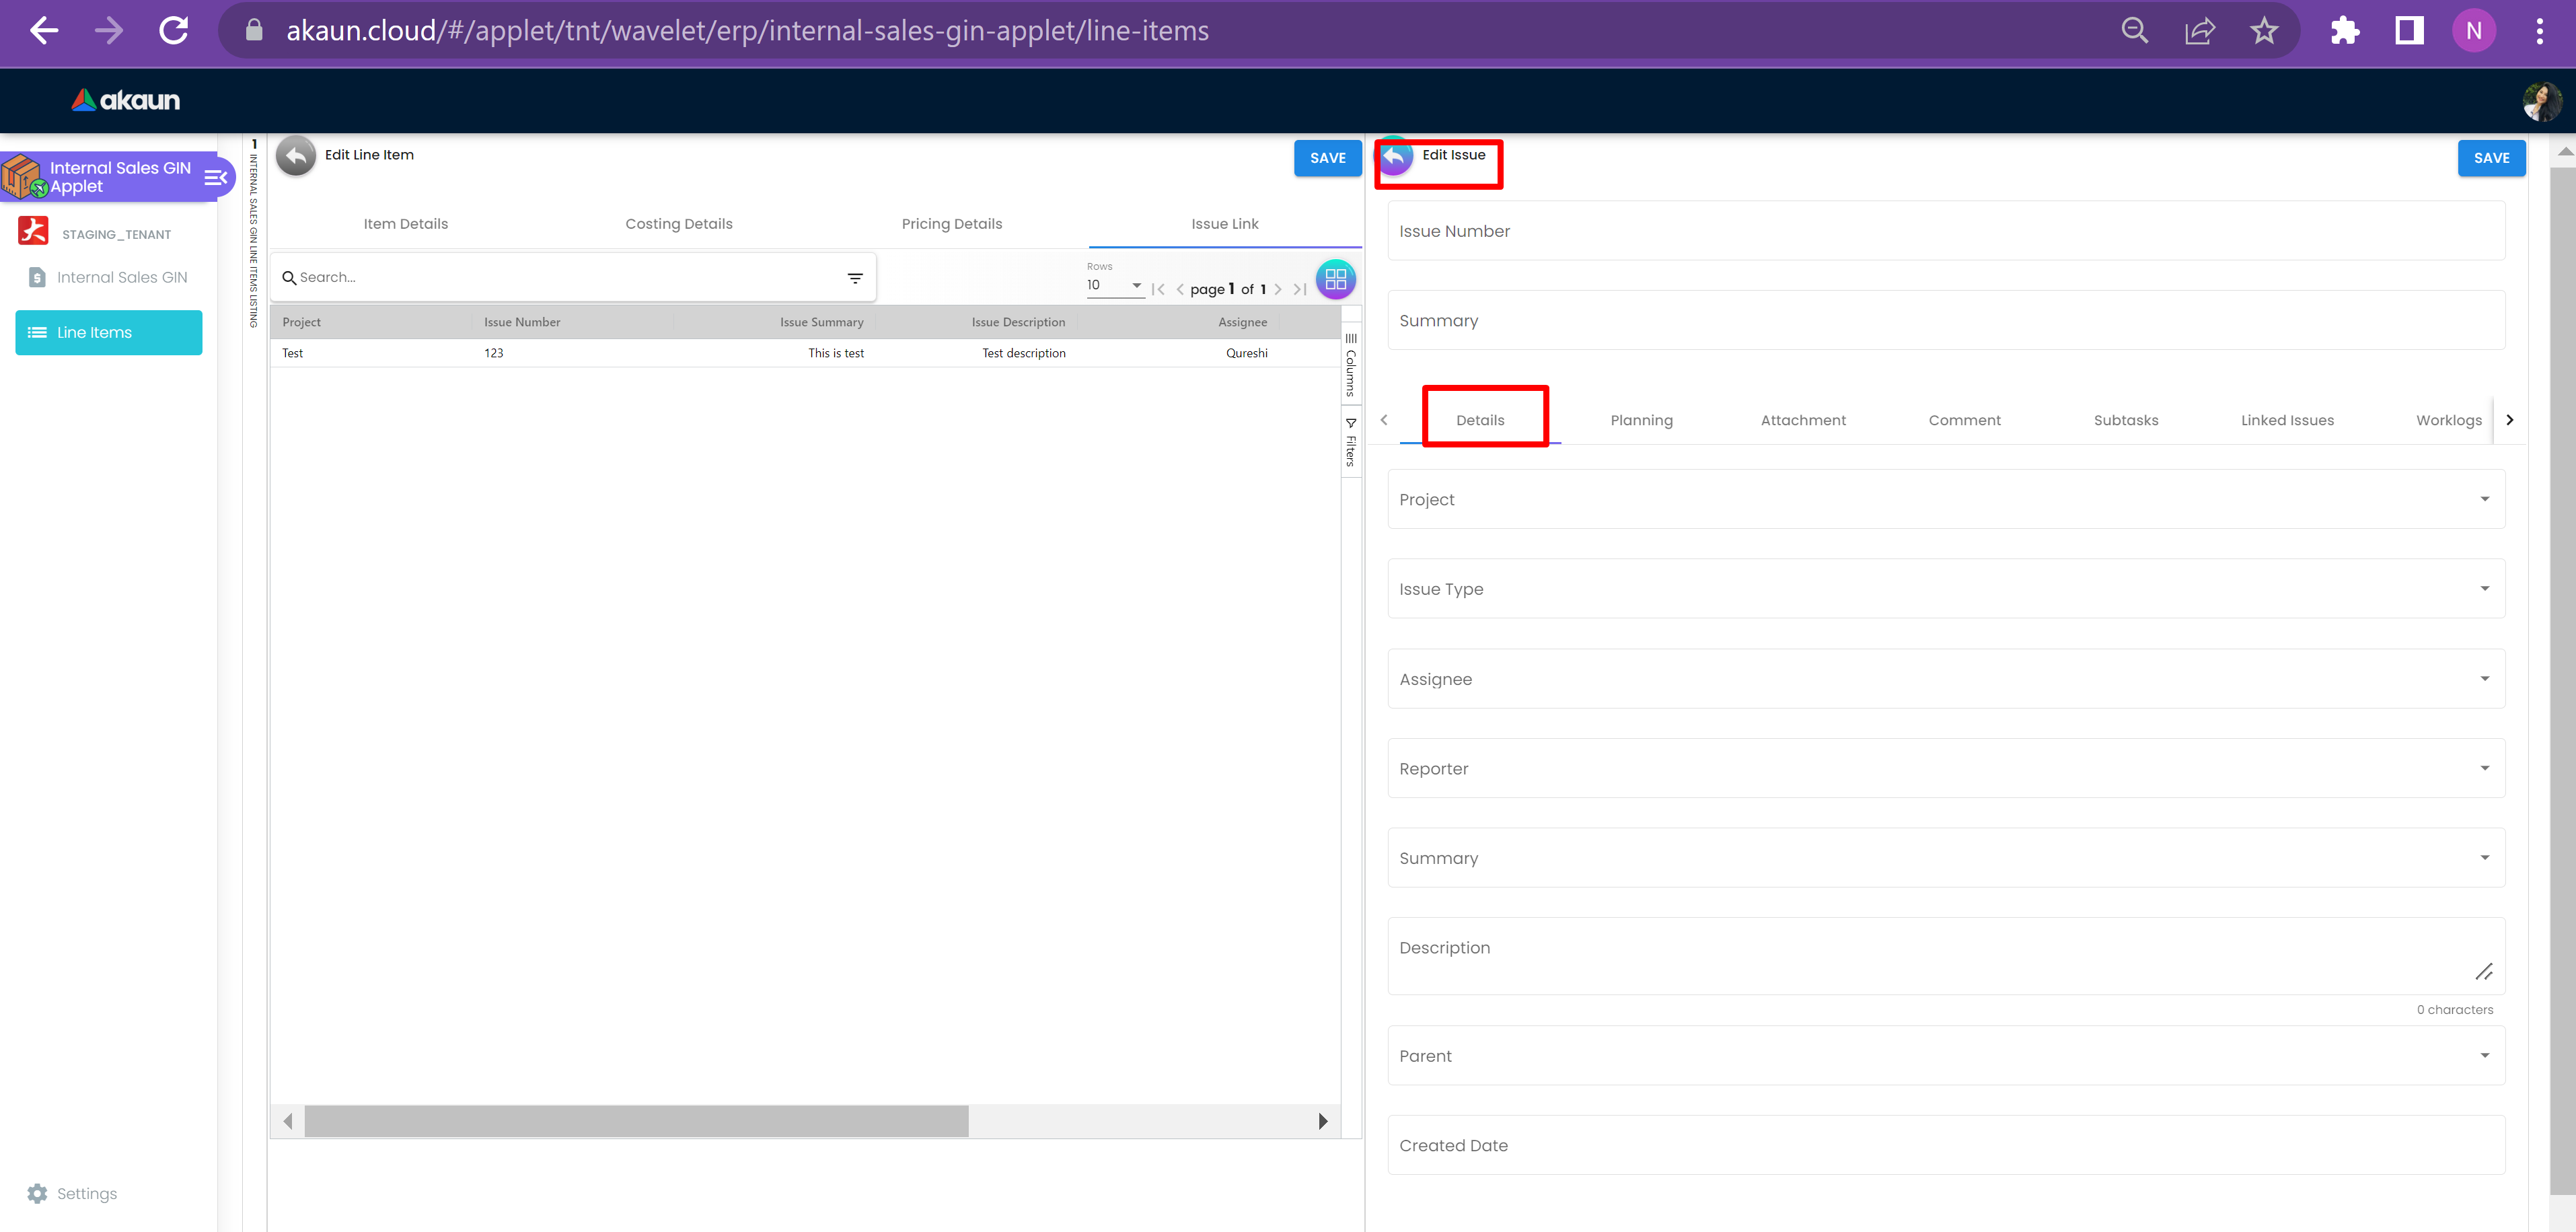 akaun.cloud/#/applet/tnt/wavelet/erp/internal-sales-gin-applet/line-items
N
akaun
Internal Sales GIN
Applet
STAGING_TENANT
Internal Sales GIN
Line Items
Settings
1 INTERNAL SALES GIN LINE ITEMS LISTING
Edit Line Item
SAVE
Item Details
Costing Details
Pricing Details
Issue Link
Search...
Rows
10
page 1 of 1
Project
Issue Number
Issue Summary
Issue Description
Assignee
Test
123
This is test
Test description
Qureshi
Columns
Filters
Edit Issue
SAVE
Issue Number
Summary
Details
Planning
Attachment
Comment
Subtasks
Linked Issues
Worklogs
Project
Issue Type
Assignee
Reporter
Summary
Description
0 characters
Parent
Created Date